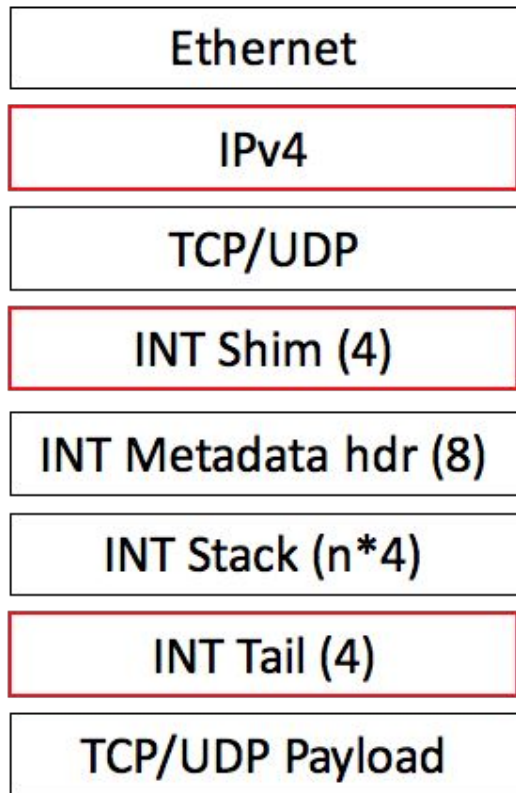 Ethernet
IPv4
TCP/UDP
INT Shim (4)
INT Metadata hdr (8)
INT Stack (n*4)
INT Tail (4)
TCP/UDP Payload